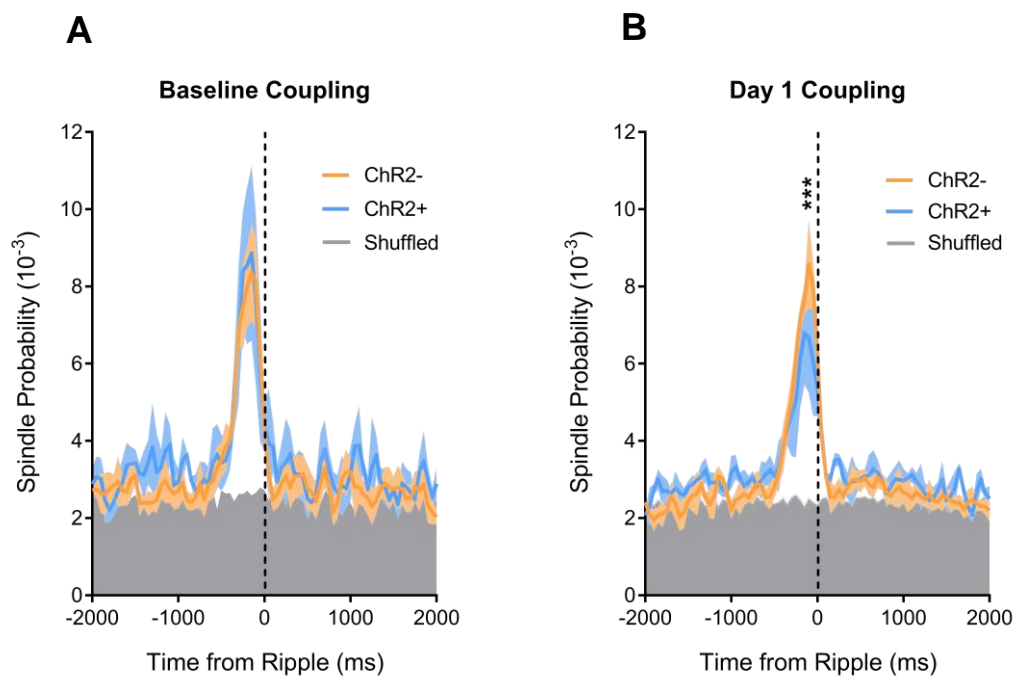 A
Baseline Coupling
Spindle Probability (10⁻³)
12
10
8
6
4
2
0
ChR2-
ChR2+
Shuffled
-2000
-1000
0
1000
2000
Time from Ripple (ms)
B
Day 1 Coupling
Spindle Probability (10⁻³)
12
10
8
6
4
2
0
***
ChR2-
ChR2+
Shuffled
-2000
-1000
0
1000
2000
Time from Ripple (ms)